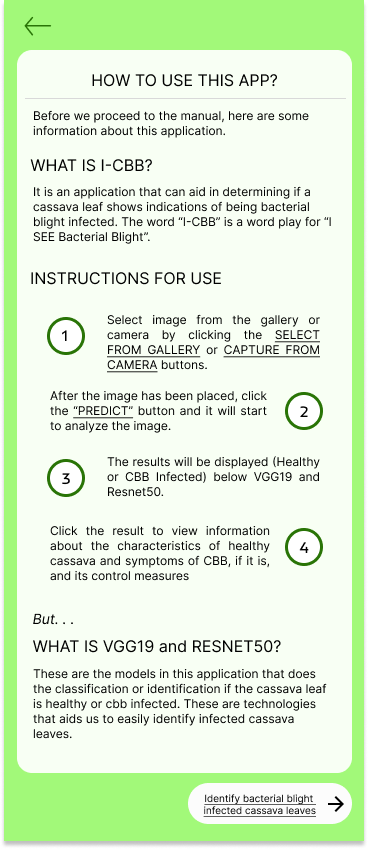 HOW TO USE THIS APP?
Before we proceed to the manual, here are some
information about this application.
WHAT IS I-CBB?
It is an application that can aid in determining if a
cassava leaf shows indications of being bacterial
blight infected. The word “I-CBB” is a word play for “I
SEE Bacterial Blight”.
INSTRUCTIONS FOR USE
1
Select image from the gallery or
camera by clicking the SELECT
FROM GALLERY or CAPTURE FROM
CAMERA buttons.
After the image has been placed, click
the “PREDICT” button and it will start
to analyze the image.
2
3
The results will be displayed (Healthy
or CBB Infected) below VGG19 and
Resnet50.
Click the result to view information
about the characteristics of healthy
cassava and symptoms of CBB, if it is,
and its control measures
4
But. . .
WHAT IS VGG19 and RESNET50?
These are the models in this application that does
the classification or identification if the cassava leaf
is healthy or cbb infected. These are technologies
that aids us to easily identify infected cassava
leaves.
Identify bacterial blight
infected cassava leaves